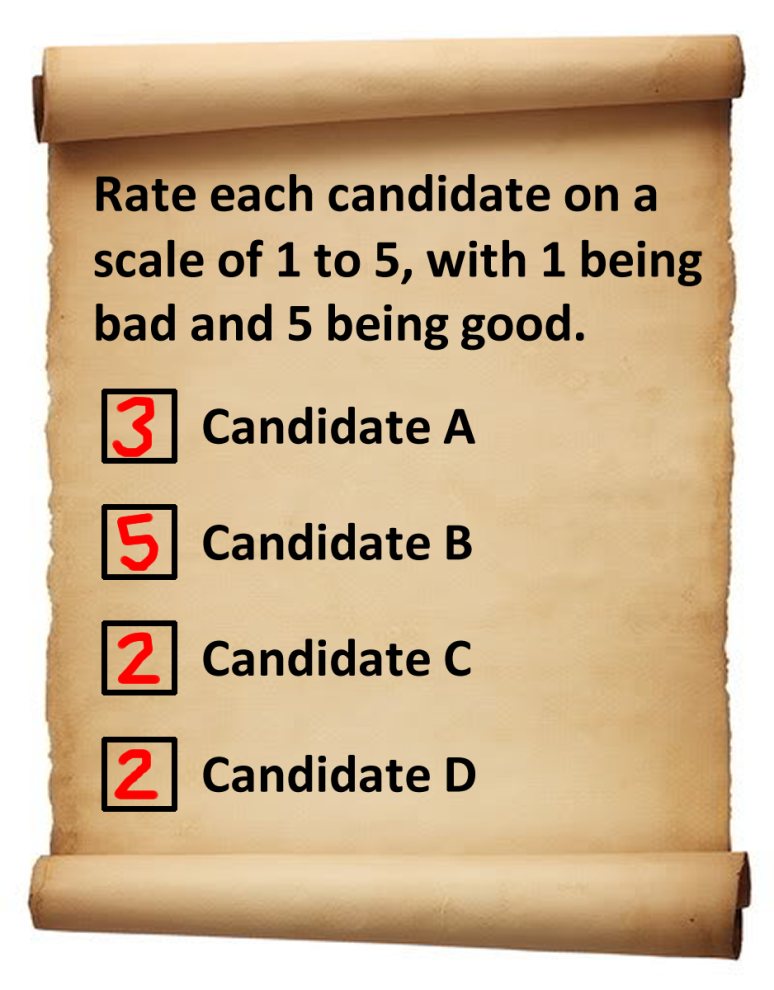 Rate each candidate on a
scale of 1 to 5, with 1 being
bad and 5 being good.
3 Candidate A
5 Candidate B
2 Candidate C
2 Candidate D